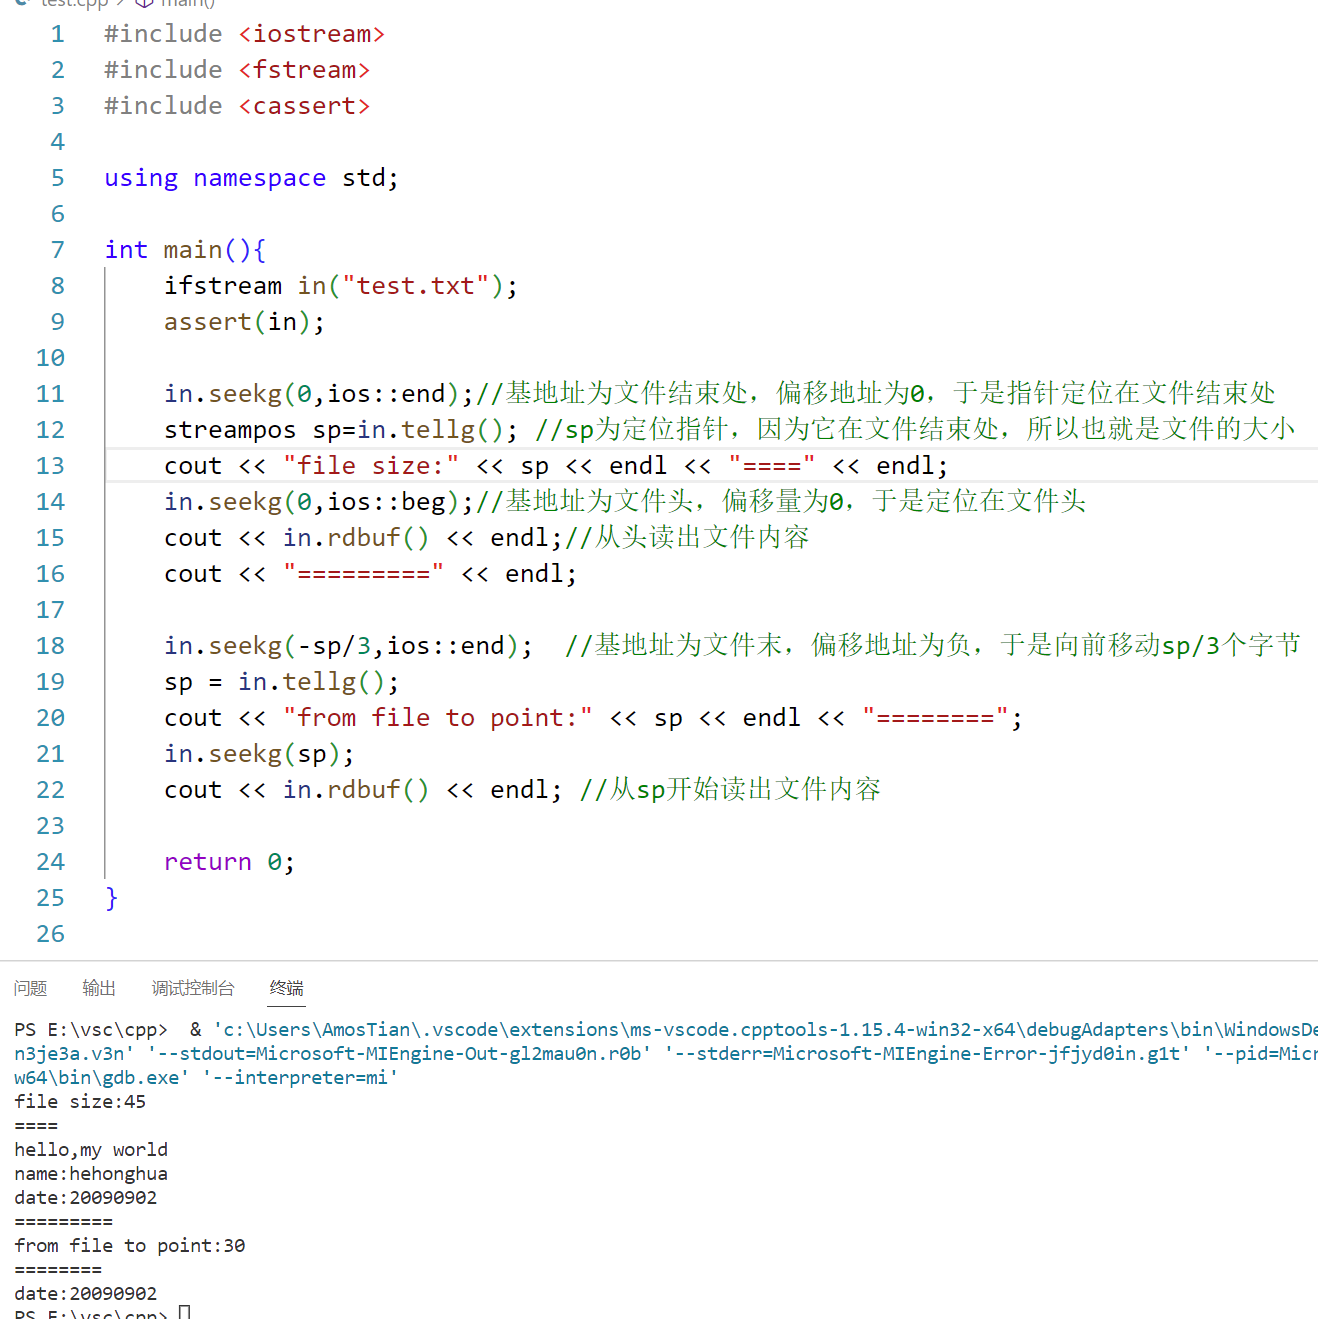 test.cpp > main()
1 #include <iostream>
2 #include <fstream>
3 #include <cassert>
4
5 using namespace std;
6
7 int main(){
8 ifstream in("test.txt");
9 assert(in);
10
11 in.seekg(0,ios::end);//基地址为文件结束处，偏移地址为0，于是指针定位在文件结束处
12 streampos sp=in.tellg(); //sp为定位指针，因为它在文件结束处，所以也就是文件的大小
13 cout << "file size:" << sp << endl << "====" << endl;
14 in.seekg(0,ios::beg);//基地址为文件头，偏移量为0，于是定位在文件头
15 cout << in.rdbuf() << endl;//从头读出文件内容
16 cout << "=========" << endl;
17
18 in.seekg(-sp/3,ios::end); //基地址为文件末，偏移地址为负，于是向前移动sp/3个字节
19 sp = in.tellg();
20 cout << "from file to point:" << sp << endl << "========";
21 in.seekg(sp);
22 cout << in.rdbuf() << endl; //从sp开始读出文件内容
23
24 return 0;
25 }
26
问题 输出 调试控制台 终端
PS E:\vsc\cpp> & 'c:\Users\AmosTian\.vscode\extensions\ms-vscode.cpptools-1.15.4-win32-x64\debugAdapters\bin\WindowsDe
n3je3a.v3n' '--stdout=Microsoft-MIEngine-Out-gl2mau0n.r0b' '--stderr=Microsoft-MIEngine-Error-jfjyd0in.g1t' '--pid=Micr
w64\bin\gdb.exe' '--interpreter=mi'
file size:45
====
hello,my world
name:hehonghua
date:20090902
=========
from file to point:30
========
date:20090902
PS E:\vsc\cpp>